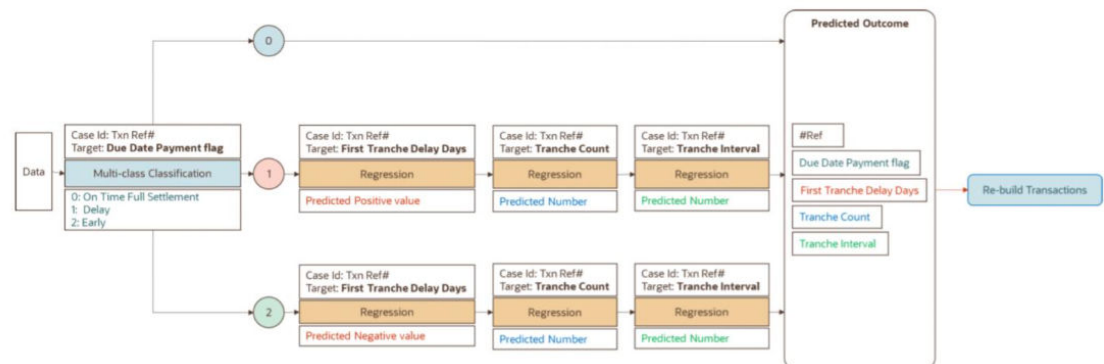 Predicted Outcome
0
Data
Case Id: Txn Ref#
Target: Due Date Payment flag
Multi-class Classification
0: On Time Full Settlement
1: Delay
2: Early
1
Case Id: Txn Ref#
Target: First Tranche Delay Days
Regression
Predicted Positive value
Case Id: Txn Ref#
Target: Tranche Count
Regression
Predicted Number
Case Id: Txn Ref#
Target: Tranche Interval
Regression
Predicted Number
2
Case Id: Txn Ref#
Target: First Tranche Delay Days
Regression
Predicted Negative value
Case Id: Txn Ref#
Target: Tranche Count
Regression
Predicted Number
Case Id: Txn Ref#
Target: Tranche Interval
Regression
Predicted Number
#Ref
Due Date Payment flag
First Tranche Delay Days
Tranche Count
Tranche Interval
Re-build Transactions